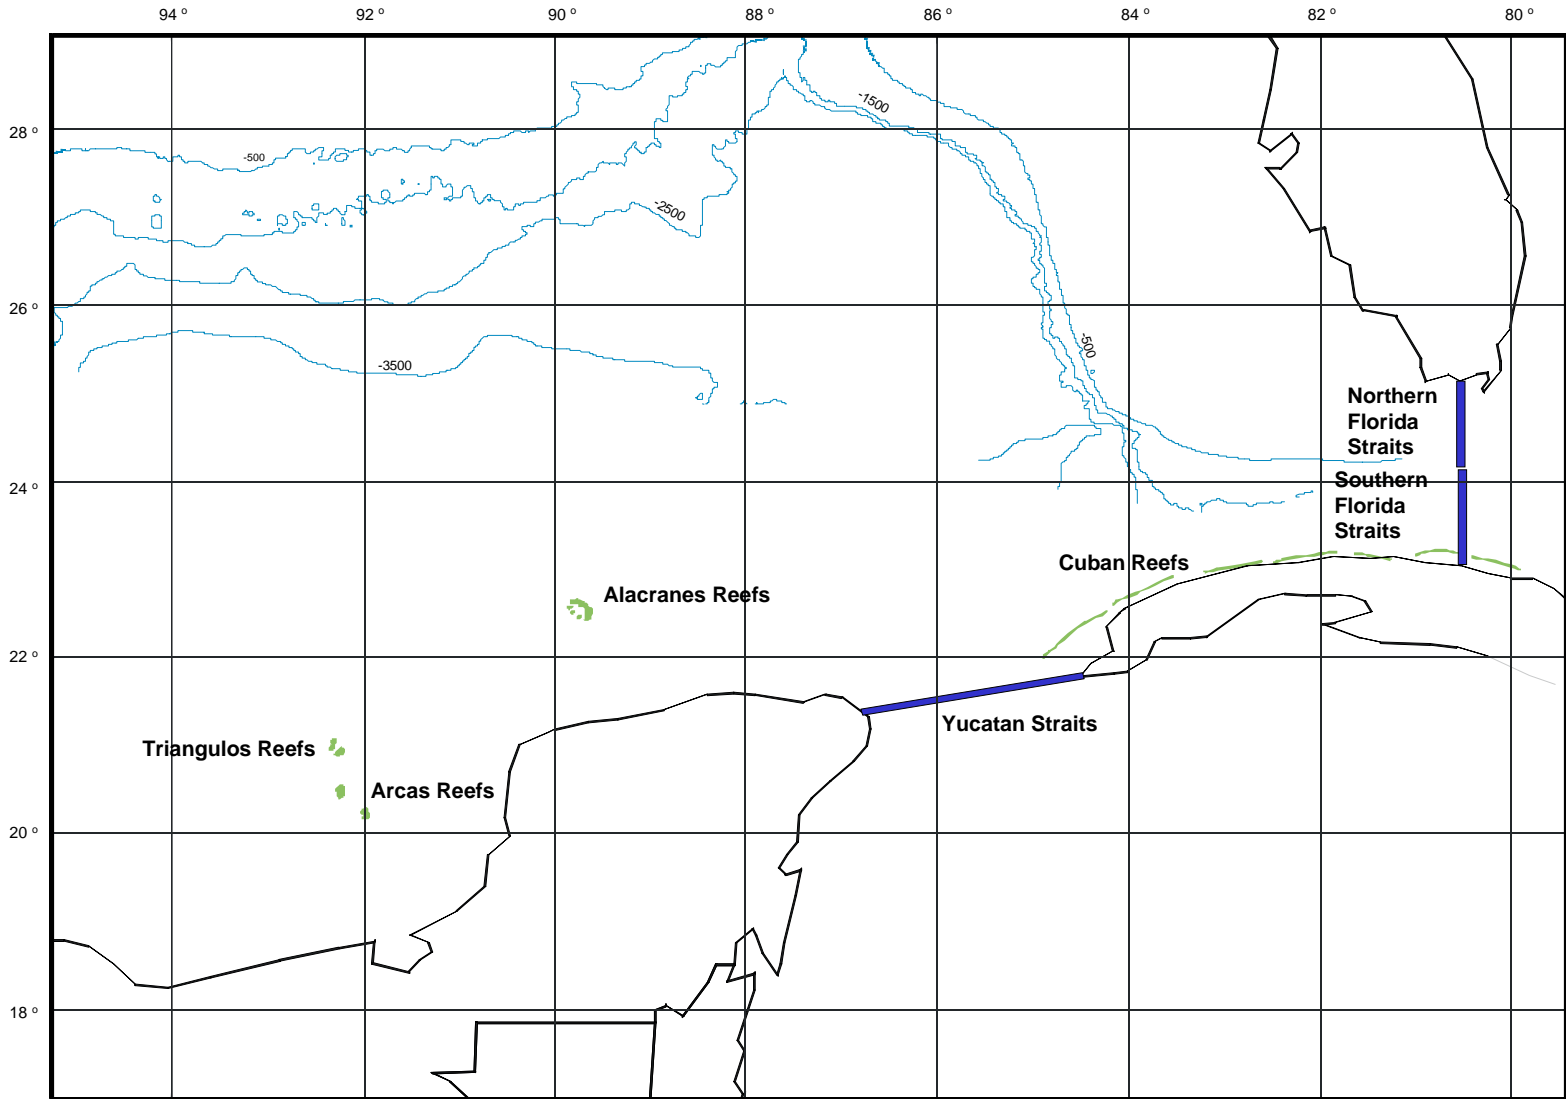 94 º 92 º 90 º 88 º 86 º 84 º 82 º 80 º
-1500
28 º
-500
-2500
26 º
-500
-3500
Northern
Florida
Straits
24 º
Southern
Florida
Straits
Cuban Reefs
Alacranes Reefs
22 º
Yucatan Straits
Triangulos Reefs
Arcas Reefs
20 º
18 º